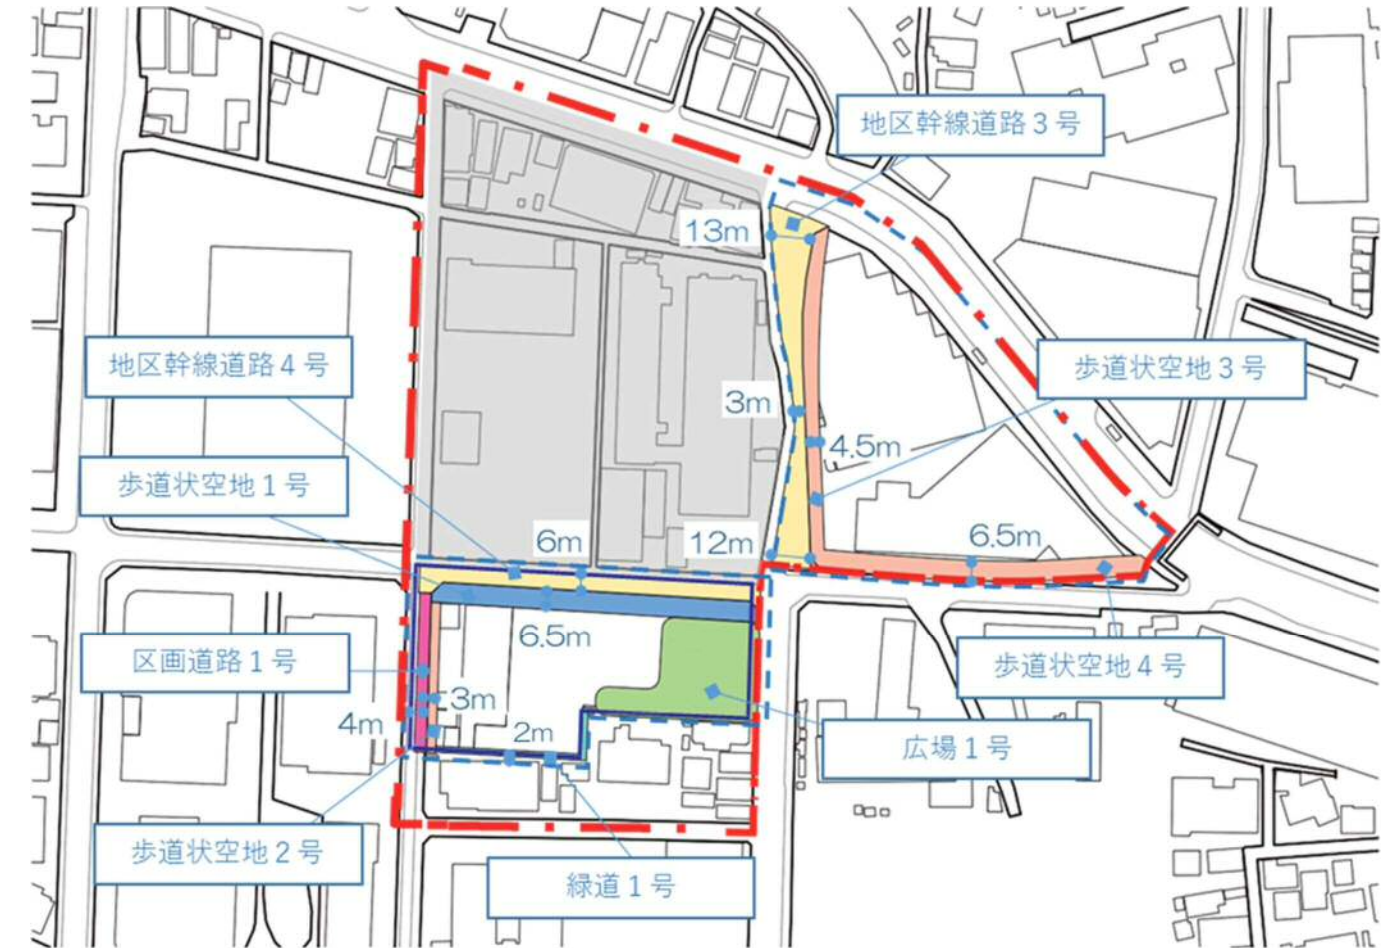 地区幹線道路3号
13m
地区幹線道路4号
歩道状空地3号
3m
4.5m
歩道状空地1号
6m
12m
6.5m
6.5m
区画道路1号
歩道状空地4号
3m
4m
2m
広場1号
歩道状空地2号
緑道1号